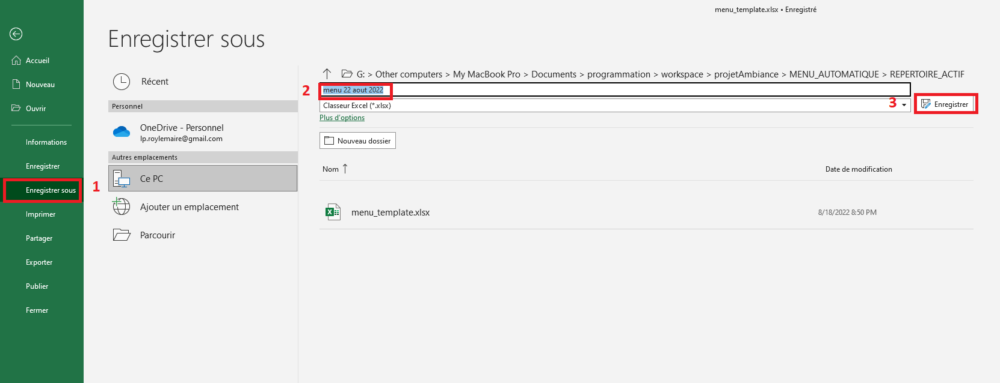 menu_template.xlsx • Enregistré
Enregistrer sous
Accueil
Nouveau
Ouvrir
Informations
Enregistrer
Enregistrer sous
Imprimer
Partager
Exporter
Publier
Fermer
1
Récent
Personnel
OneDrive - Personnel
lp.roylemaire@gmail.com
Autres emplacements
Ce PC
Ajouter un emplacement
Parcourir
G: > Other computers > My MacBook Pro > Documents > programmation > workspace > projetAmbiance > MENU_AUTOMATIQUE > REPERTOIRE_ACTIF
2
menu 22 aout 2022
Classeur Excel (*.xlsx)
3
Enregistrer
Plus d'options
Nouveau dossier
Nom
Date de modification
menu_template.xlsx
8/18/2022 8:50 PM